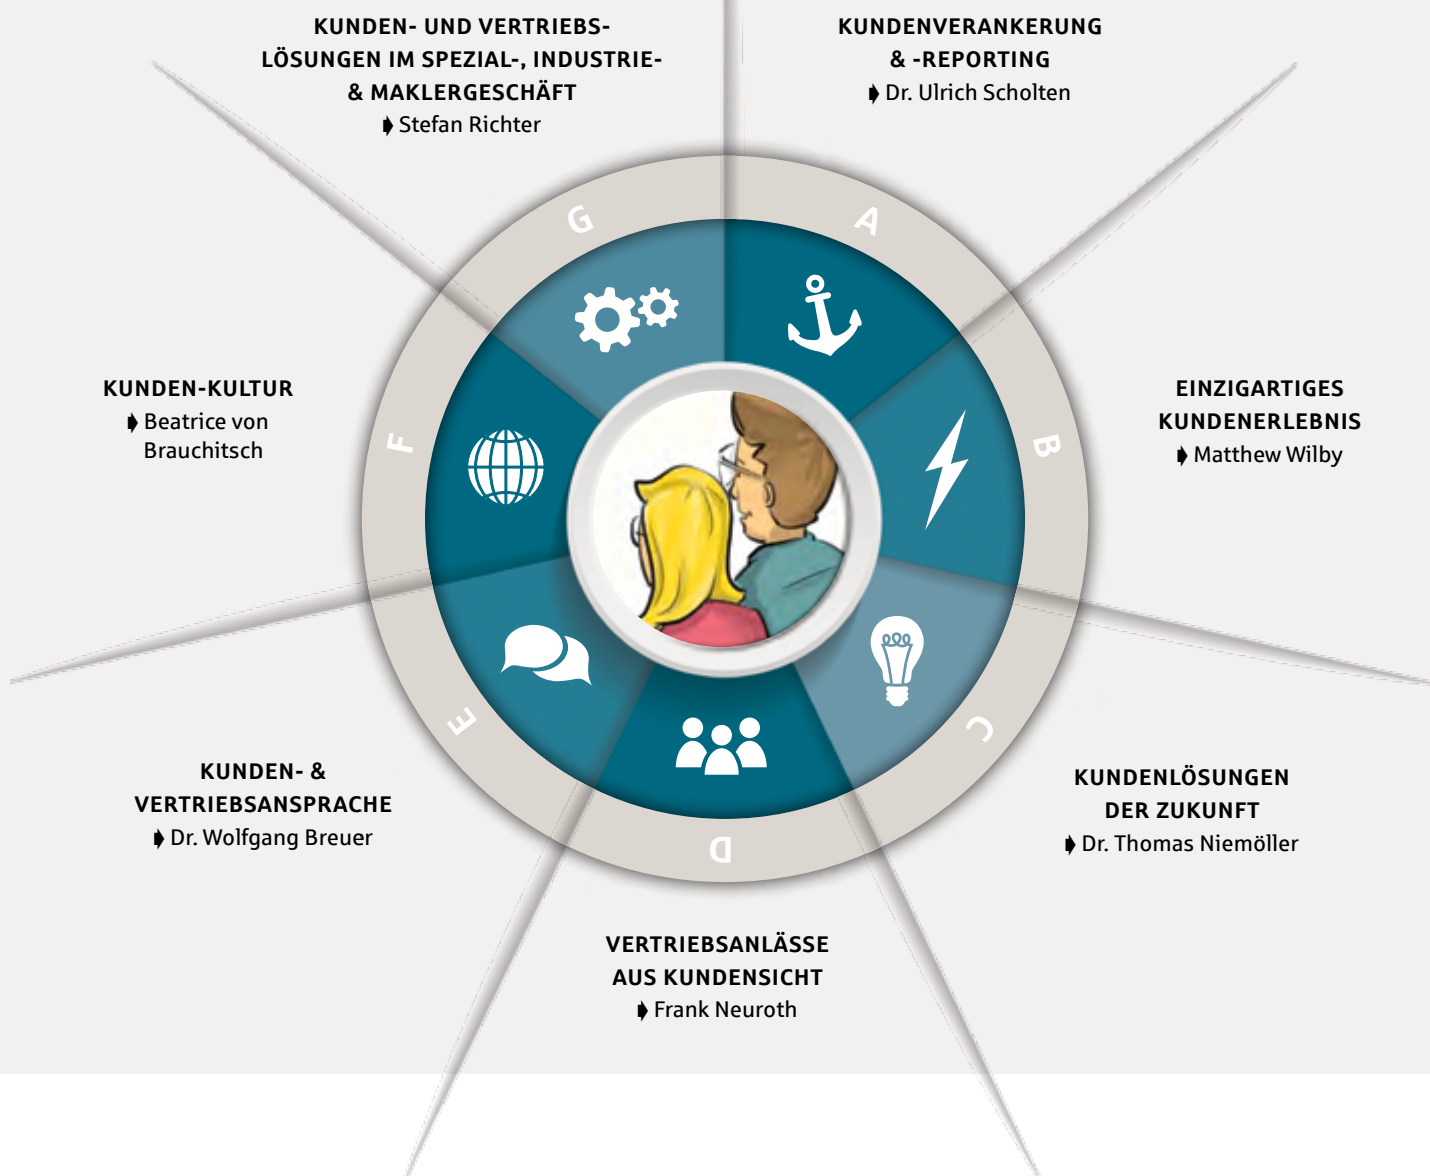 KUNDEN- UND VERTRIEBS-
LÖSUNGEN IM SPEZIAL-, INDUSTRIE-
& MAKLERGESCHÄFT
Stefan Richter
KUNDENVERANKERUNG
& -REPORTING
Dr. Ulrich Scholten
G
A
KUNDEN-KULTUR
Beatrice von
Brauchitsch
F
B
EINZIGARTIGES
KUNDENERLEBNIS
Matthew Wilby
E
C
KUNDEN- &
VERTRIEBSANSPRACHE
Dr. Wolfgang Breuer
KUNDENLÖSUNGEN
DER ZUKUNFT
Dr. Thomas Niemöller
D
VERTRIEBSANLÄSSE
AUS KUNDENSICHT
Frank Neuroth